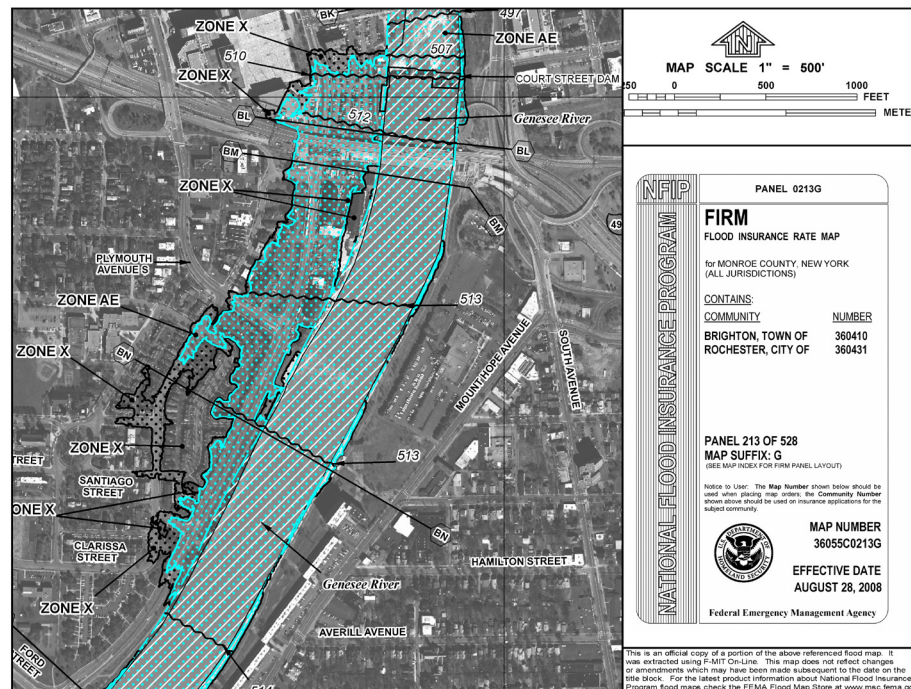 BK
497
ZONE X
507
ZONE AE
510
ZONE X
COURT STREET DAM
BL
512
Genesee River
BL
BM
ZONE X
BM
49
PLYMOUTH
AVENUE S
ZONE AE
513
BN
ZONE X
MOUNT HOPE AVENUE
SOUTH AVENUE
ZONE X
513
TREET
SANTIAGO
STREET
ONE X
BN
CLARISSA
STREET
HAMILTON STREET
Genesee River
ZONE X
AVERILL AVENUE
FORD
STREET
514
MAP SCALE 1" = 500'
250 0 500 1000
FEET
METE
NFIP
NATIONAL FLOOD INSURANCE PROGRAM
PANEL 0213G
FIRM
FLOOD INSURANCE RATE MAP
for MONROE COUNTY, NEW YORK
(ALL JURISDICTIONS)
CONTAINS:
COMMUNITY NUMBER
BRIGHTON, TOWN OF 360410
ROCHESTER, CITY OF 360431
PANEL 213 OF 528
MAP SUFFIX: G
(SEE MAP INDEX FOR FIRM PANEL LAYOUT)
Notice to User: The Map Number shown below should be
used when placing map orders; the Community Number
shown above should be used on insurance applications for the
subject community.
U.S. DEPARTMENT OF
HOMELAND SECURITY
MAP NUMBER
36055C0213G
EFFECTIVE DATE
AUGUST 28, 2008
Federal Emergency Management Agency
This is an official copy of a portion of the above referenced flood map. It
was extracted using F-MIT On-Line. This map does not reflect changes
or amendments which may have been made subsequent to the date on the
title block. For the latest product information about National Flood Insurance
Program flood maps check the FEMA Flood Map Store at www.msc.fema.go